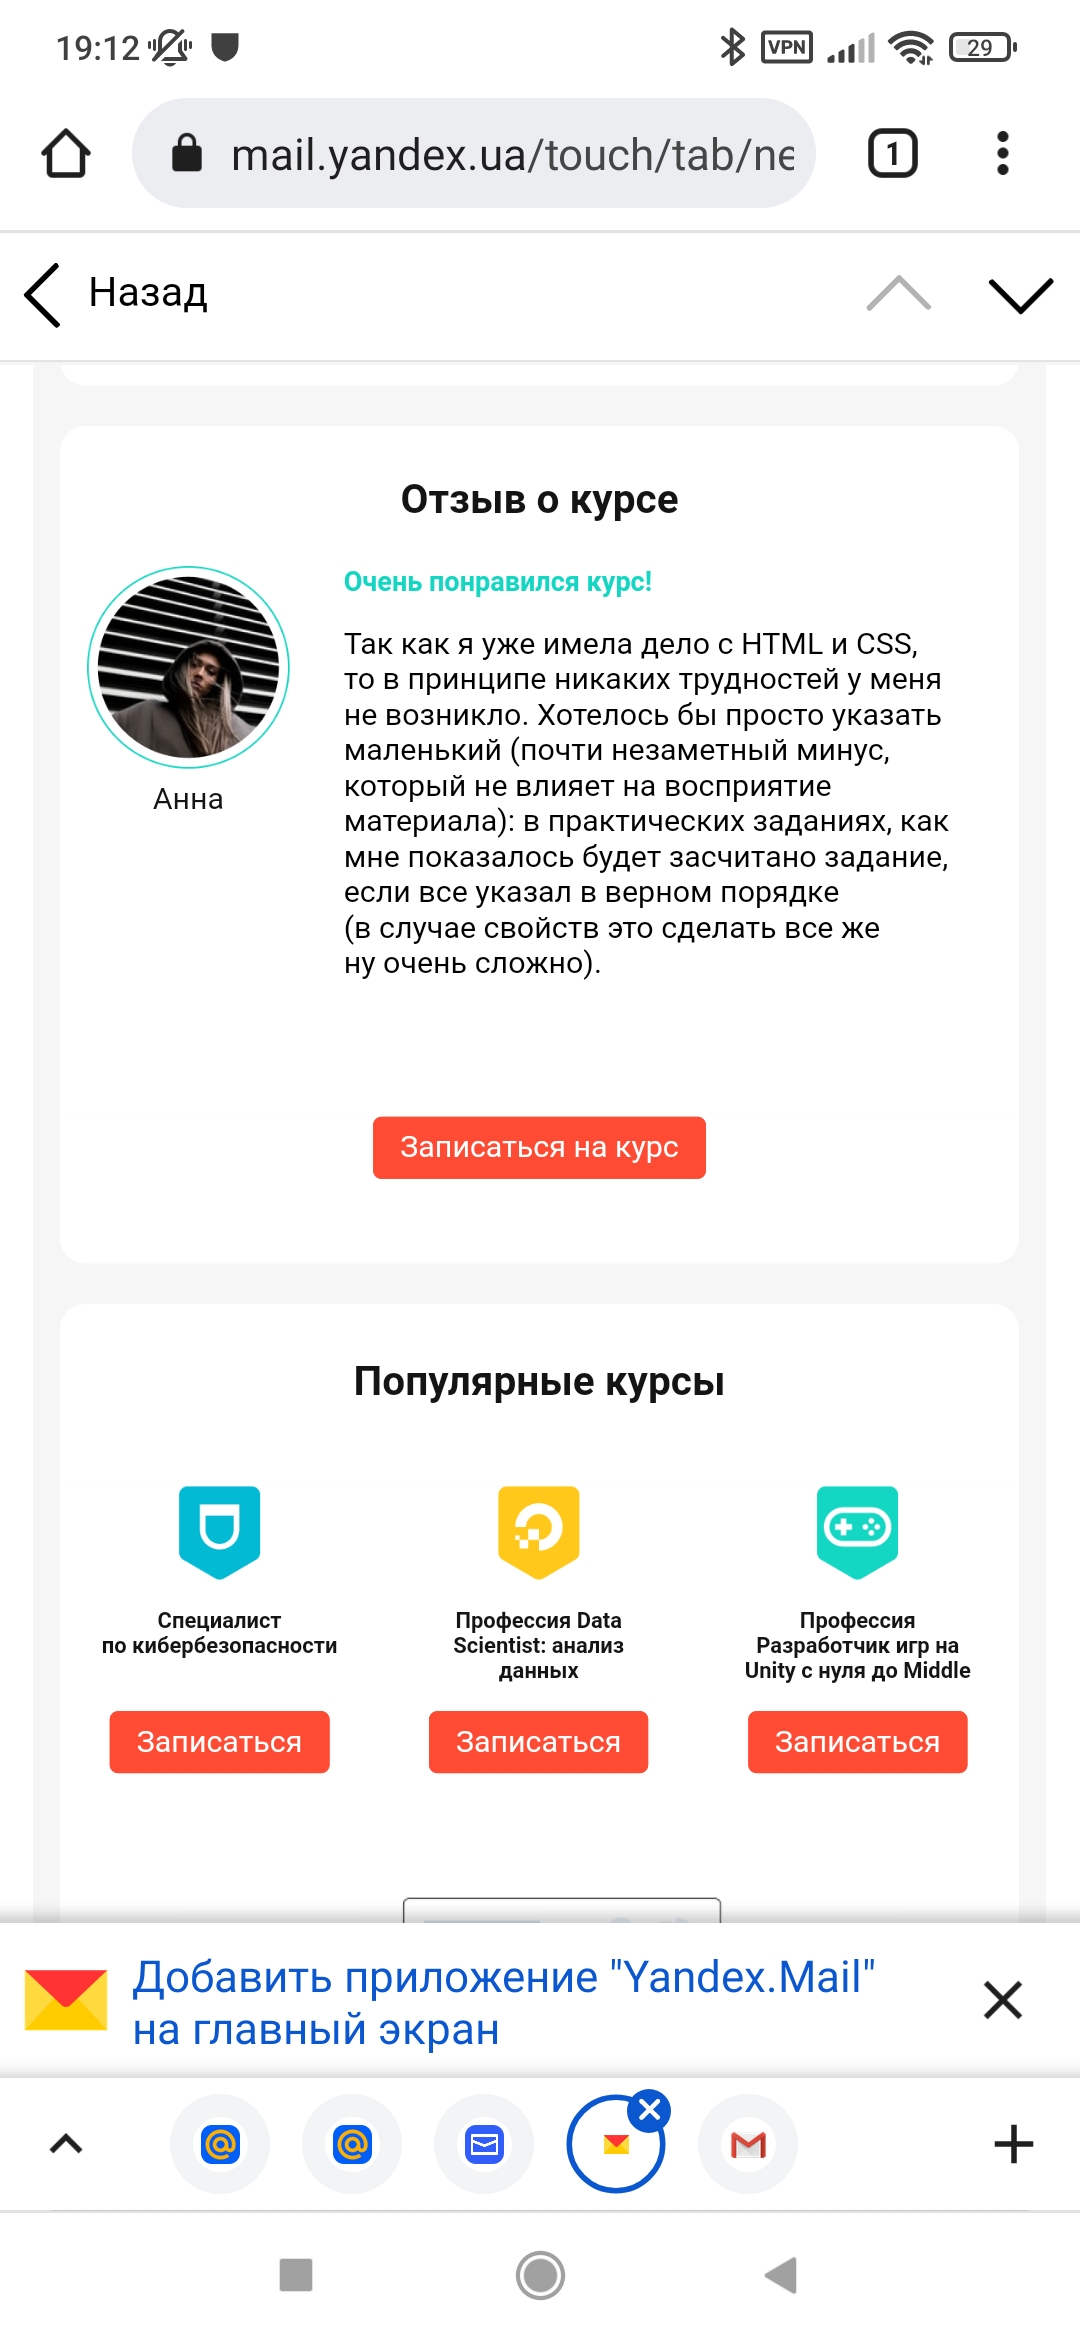 19:12
VPN
29
mail.yandex.ua/touch/tab/ne
1
Назад
Отзыв о курсе
Очень понравился курс!
Так как я уже имела дело с HTML и CSS,
то в принципе никаких трудностей у меня
не возникло. Хотелось бы просто указать
маленький (почти незаметный минус,
который не влияет на восприятие
материала): в практических заданиях, как
мне показалось будет засчитано задание,
если все указал в верном порядке
(в случае свойств это сделать все же
ну очень сложно).
Анна
Записаться на курс
Популярные курсы
Специалист
по кибербезопасности
Записаться
Профессия Data
Scientist: анализ
данных
Записаться
Профессия
Разработчик игр на
Unity с нуля до Middle
Записаться
Добавить приложение "Yandex.Mail"
на главный экран